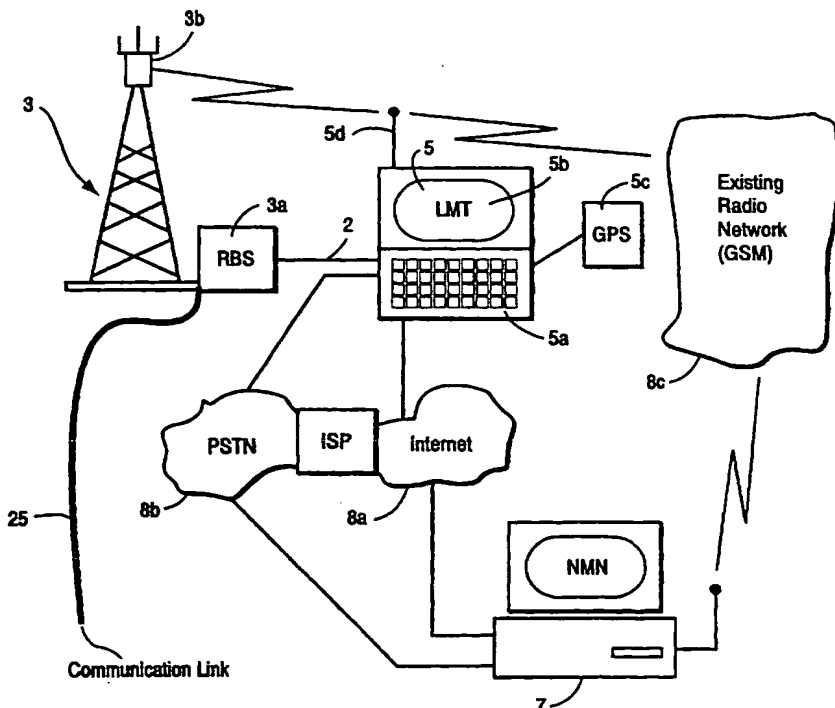 3b
3
5d
5
5b
5c
3a
2
LMT
GPS
Existing
Radio
Network
(GSM)
RBS
5a
8c
PSTN
ISP
Internet
8b
8a
25
NMN
Communication Link
7